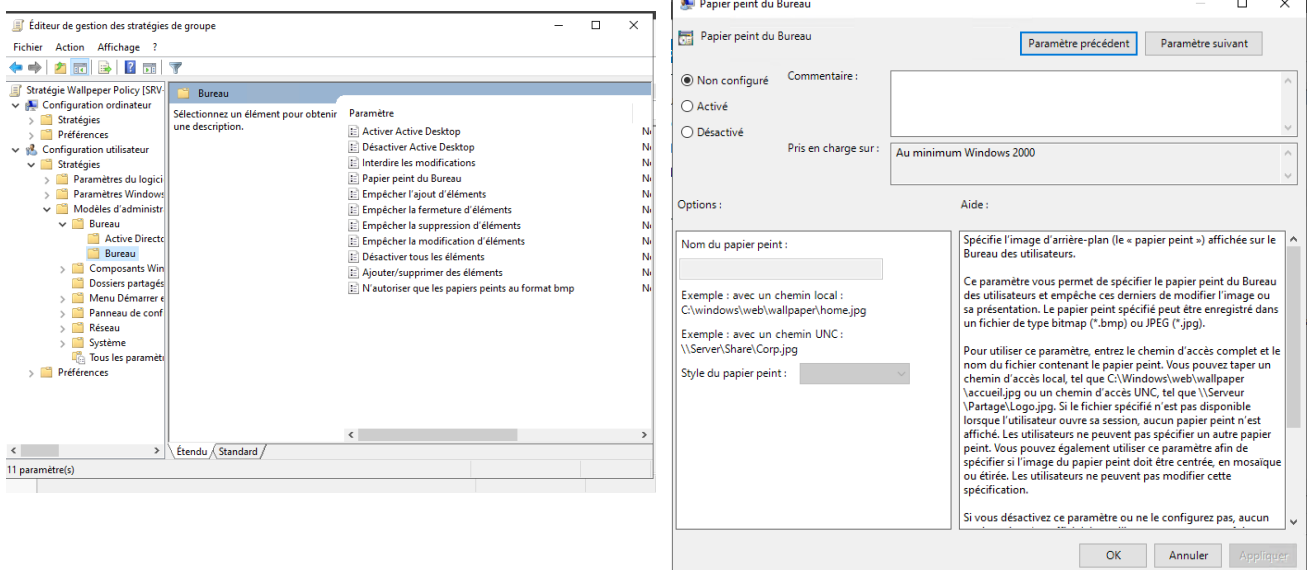 Éditeur de gestion des stratégies de groupe
Fichier Action Affichage ?
Stratégie Wallpeper Policy [SRV-
Configuration ordinateur
Stratégies
Préférences
Configuration utilisateur
Stratégies
Paramètres du logici
Paramètres Windows
Modèles d'administr
Bureau
Active Directo
Bureau
Composants Win
Dossiers partagés
Menu Démarrer e
Panneau de conf
Réseau
Système
Tous les paramètr
Préférences
Bureau
Sélectionnez un élément pour obtenir
une description.
Paramètre
Activer Active Desktop
Désactiver Active Desktop
Interdire les modifications
Papier peint du Bureau
Empêcher l'ajout d'éléments
Empêcher la fermeture d'éléments
Empêcher la suppression d'éléments
Empêcher la modification d'éléments
Désactiver tous les éléments
Ajouter/supprimer des éléments
N'autoriser que les papiers peints au format bmp
Étendu Standard
11 paramètre(s)
Papier peint du Bureau
Papier peint du Bureau
Paramètre précédent Paramètre suivant
Non configuré
Activé
Désactivé
Commentaire :
Pris en charge sur : Au minimum Windows 2000
Options :
Aide :
Nom du papier peint :
Exemple : avec un chemin local :
C:\windows\web\wallpaper\home.jpg
Exemple : avec un chemin UNC :
\\Server\Share\Corp.jpg
Style du papier peint :
Spécifie l'image d'arrière-plan (le « papier peint ») affichée sur le
Bureau des utilisateurs.
Ce paramètre vous permet de spécifier le papier peint du Bureau
des utilisateurs et empêche ces derniers de modifier l'image ou
sa présentation. Le papier peint spécifié peut être enregistré dans
un fichier de type bitmap (*.bmp) ou JPEG (*.jpg).
Pour utiliser ce paramètre, entrez le chemin d'accès complet et le
nom du fichier contenant le papier peint. Vous pouvez taper un
chemin d'accès local, tel que C:\Windows\web\wallpaper
\accueil.jpg ou un chemin d'accès UNC, tel que \\Serveur
\Partage\Logo.jpg. Si le fichier spécifié n'est pas disponible
lorsque l'utilisateur ouvre sa session, aucun papier peint n'est
affiché. Les utilisateurs ne peuvent pas spécifier un autre papier
peint. Vous pouvez également utiliser ce paramètre afin de
spécifier si l'image du papier peint doit être centrée, en mosaïque
ou étirée. Les utilisateurs ne peuvent pas modifier cette
spécification.
Si vous désactivez ce paramètre ou ne le configurez pas, aucun
OK Annuler Appliquer